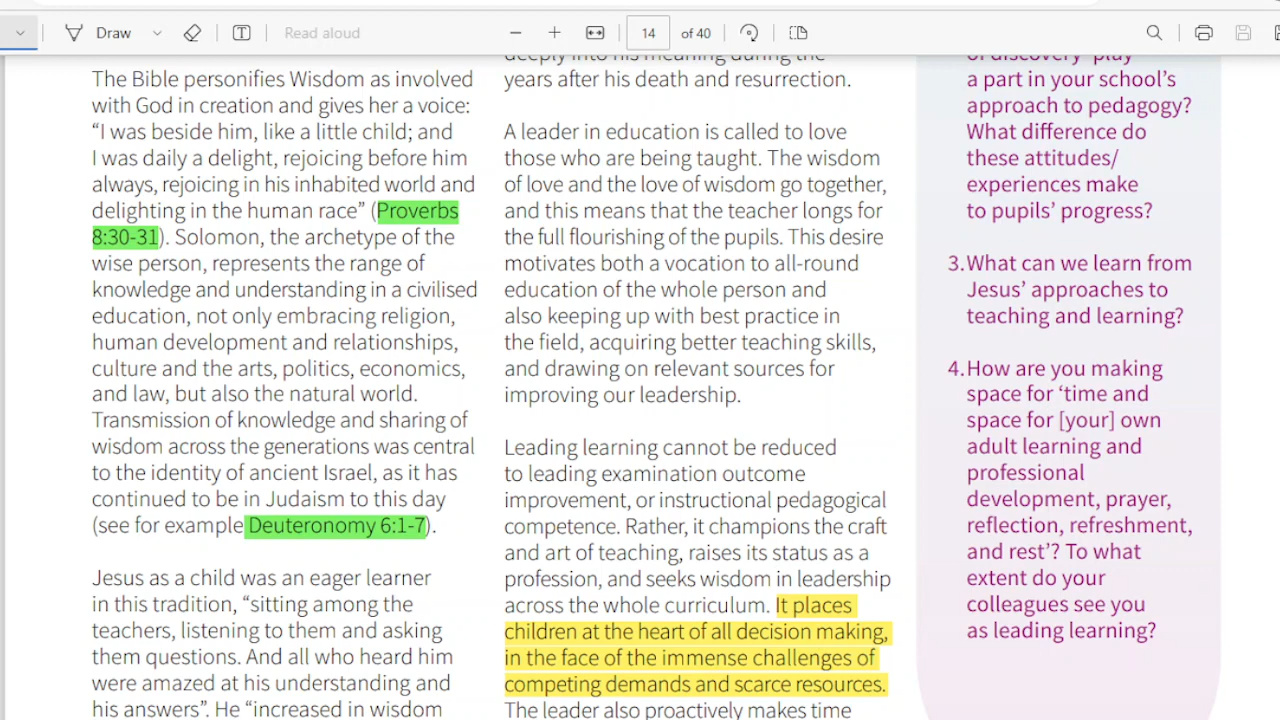 Draw
Read aloud
14
of 40
The Bible personifies Wisdom as involved
with God in creation and gives her a voice:
“I was beside him, like a little child; and
I was daily a delight, rejoicing before him
always, rejoicing in his inhabited world and
delighting in the human race” (Proverbs
8:30-31). Solomon, the archetype of the
wise person, represents the range of
knowledge and understanding in a civilised
education, not only embracing religion,
human development and relationships,
culture and the arts, politics, economics,
and law, but also the natural world.
Transmission of knowledge and sharing of
wisdom across the generations was central
to the identity of ancient Israel, as it has
continued to be in Judaism to this day
(see for example Deuteronomy 6:1-7).
Jesus as a child was an eager learner
in this tradition, “sitting among the
teachers, listening to them and asking
them questions. And all who heard him
were amazed at his understanding and
his answers”. He “increased in wisdom
deeply into his meaning during the
years after his death and resurrection.
A leader in education is called to love
those who are being taught. The wisdom
of love and the love of wisdom go together,
and this means that the teacher longs for
the full flourishing of the pupils. This desire
motivates both a vocation to all-round
education of the whole person and
also keeping up with best practice in
the field, acquiring better teaching skills,
and drawing on relevant sources for
improving our leadership.
Leading learning cannot be reduced
to leading examination outcome
improvement, or instructional pedagogical
competence. Rather, it champions the craft
and art of teaching, raises its status as a
profession, and seeks wisdom in leadership
across the whole curriculum. It places
children at the heart of all decision making,
in the face of the immense challenges of
competing demands and scarce resources.
The leader also proactively makes time
of discovery’ play
a part in your school’s
approach to pedagogy?
What difference do
these attitudes/
experiences make
to pupils’ progress?
3. What can we learn from
Jesus’ approaches to
teaching and learning?
4. How are you making
space for ‘time and
space for [your] own
adult learning and
professional
development, prayer,
reflection, refreshment,
and rest’? To what
extent do your
colleagues see you
as leading learning?